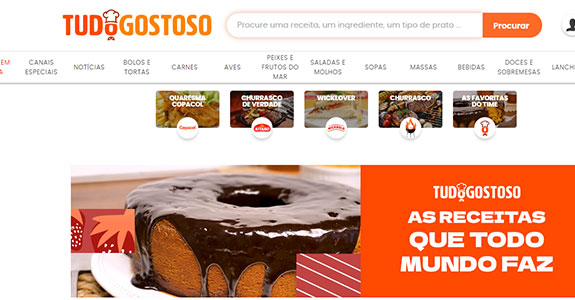 TUDOGOSTOSO
Procure uma receita, um ingrediente, um tipo de prato ...
Procurar
EM
A
CANAIS
ESPECIAIS
NOTÍCIAS
BOLOS E
TORTAS
CARNES
AVES
PEIXES E
FRUTOS DO
MAR
SALADAS E
MOLHOS
SOPAS
MASSAS
BEBIDAS
DOCES E
SOBREMESAS
LANCH
QUARESMA
COPACOL
CHURRASCO
DE VERDADE
WICKLOVER
CHURRASCO
AS FAVORITAS
DO TIME
Copacol
TUDOGOSTOSO
AS RECEITAS
QUE TODO
MUNDO FAZ